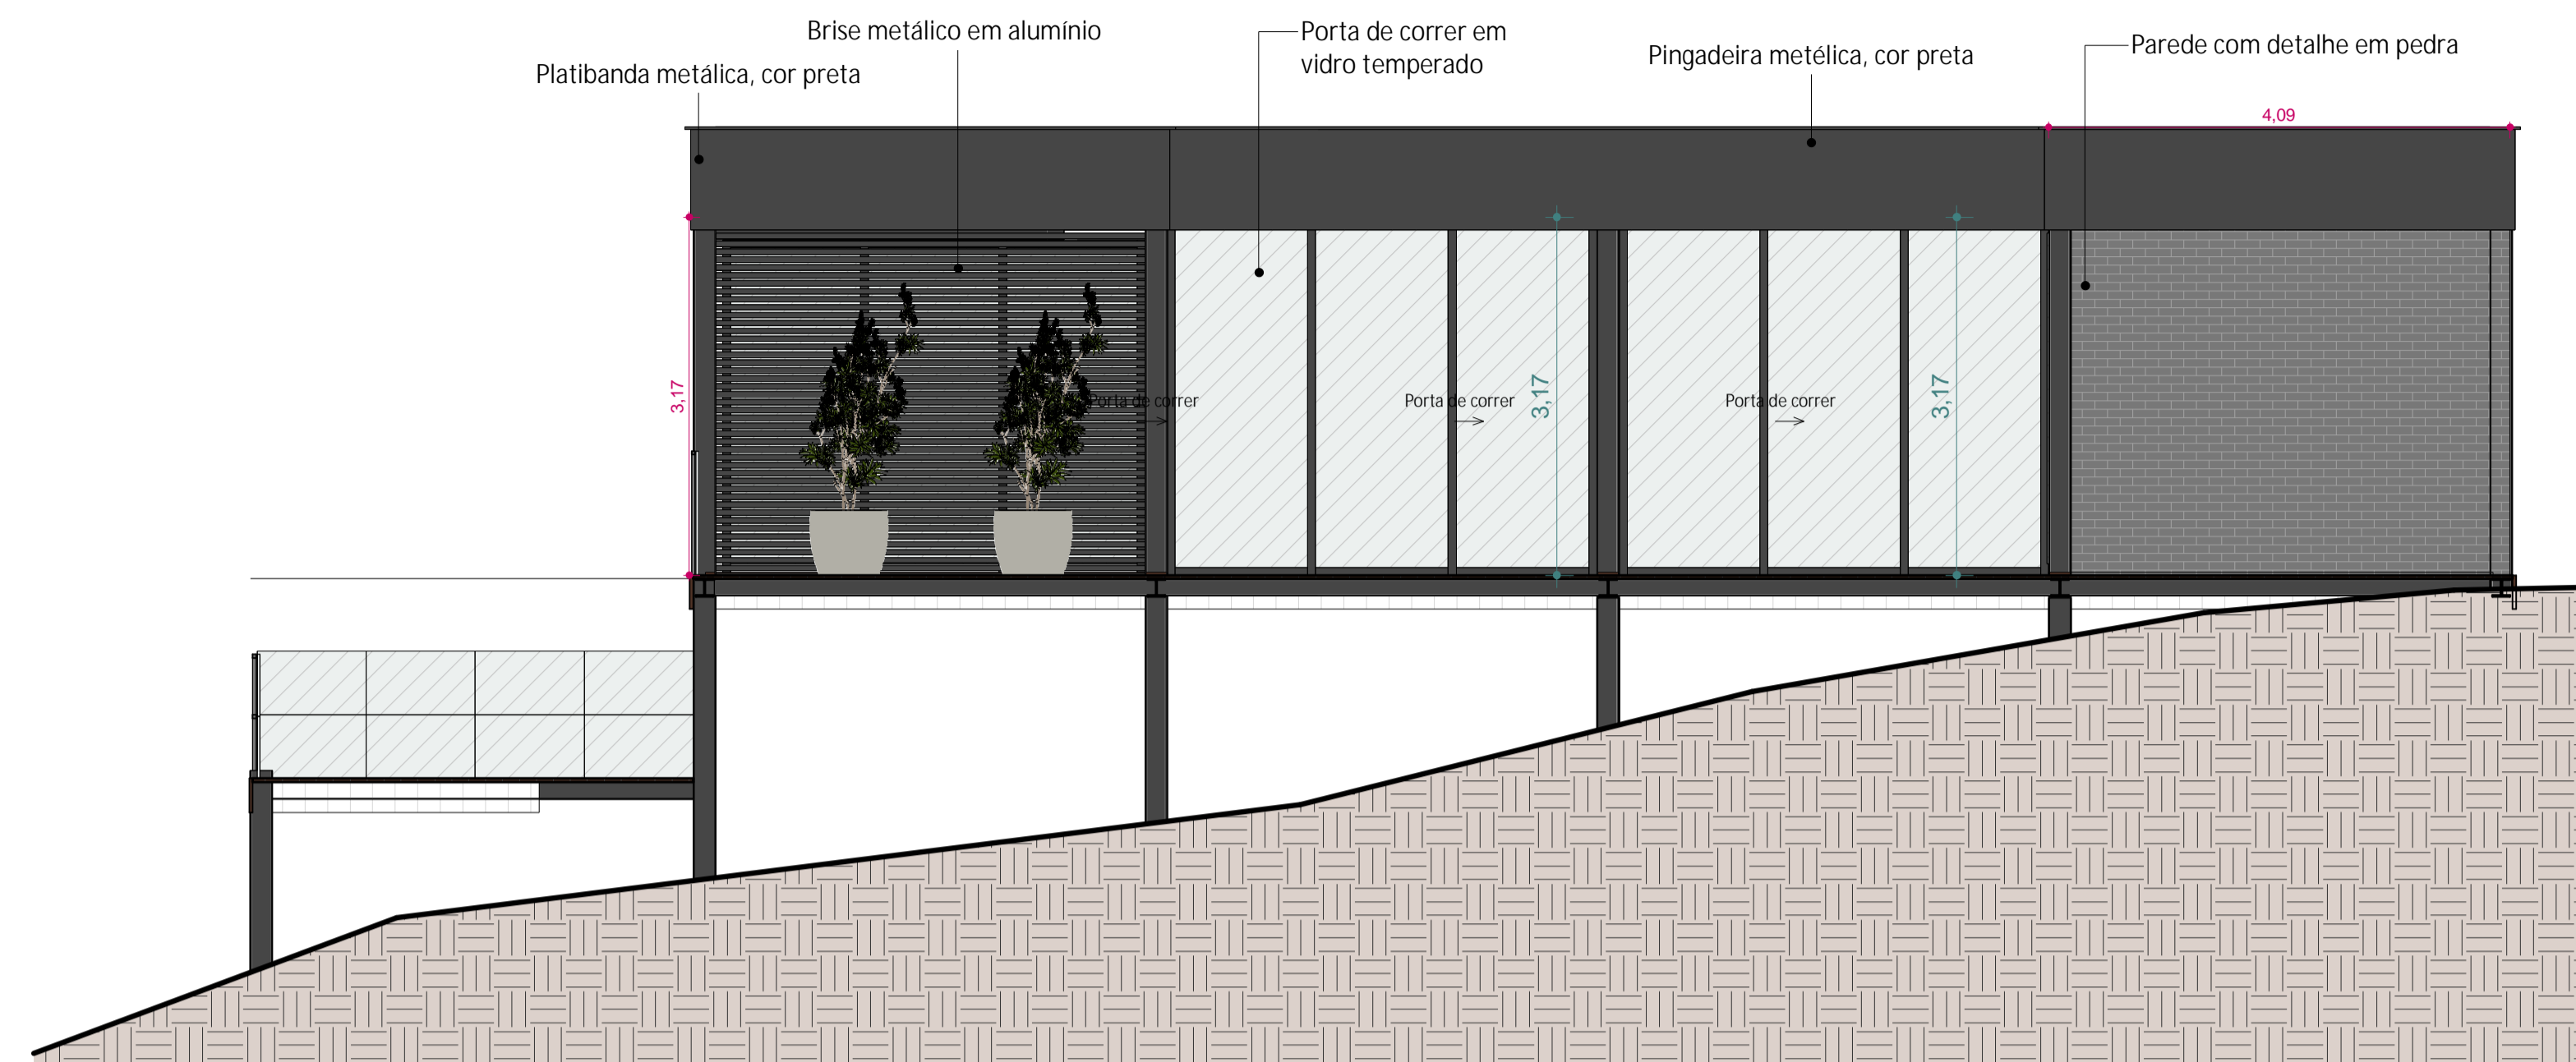 Brise metálico em alumínio
Porta de correr em
vidro temperado
Parede com detalhe em pedra
Pingadeira metélica, cor preta
Platibanda metálica, cor preta
4,09
3,17
Porta de correr
Porta de correr
3,17
Porta de correr
3,17